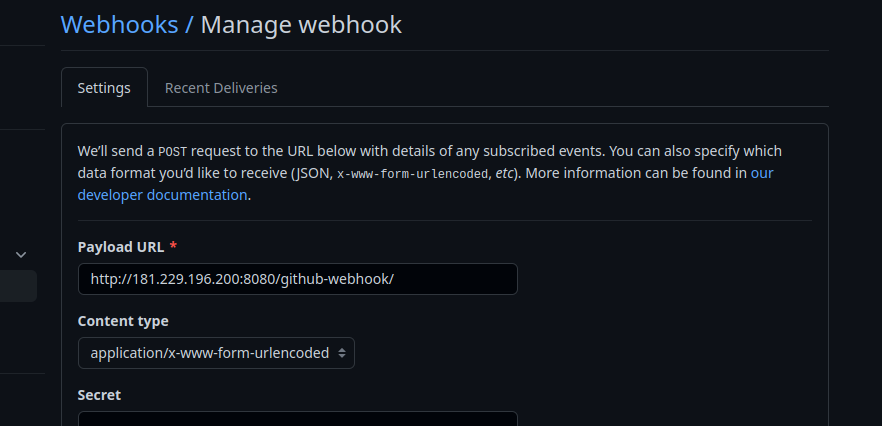 Webhooks / Manage webhook
Settings
Recent Deliveries
We’ll send a POST request to the URL below with details of any subscribed events. You can also specify which
data format you’d like to receive (JSON, x-www-form-urlencoded, etc). More information can be found in our
developer documentation.
Payload URL *
http://181.229.196.200:8080/github-webhook/
Content type
application/x-www-form-urlencoded
Secret